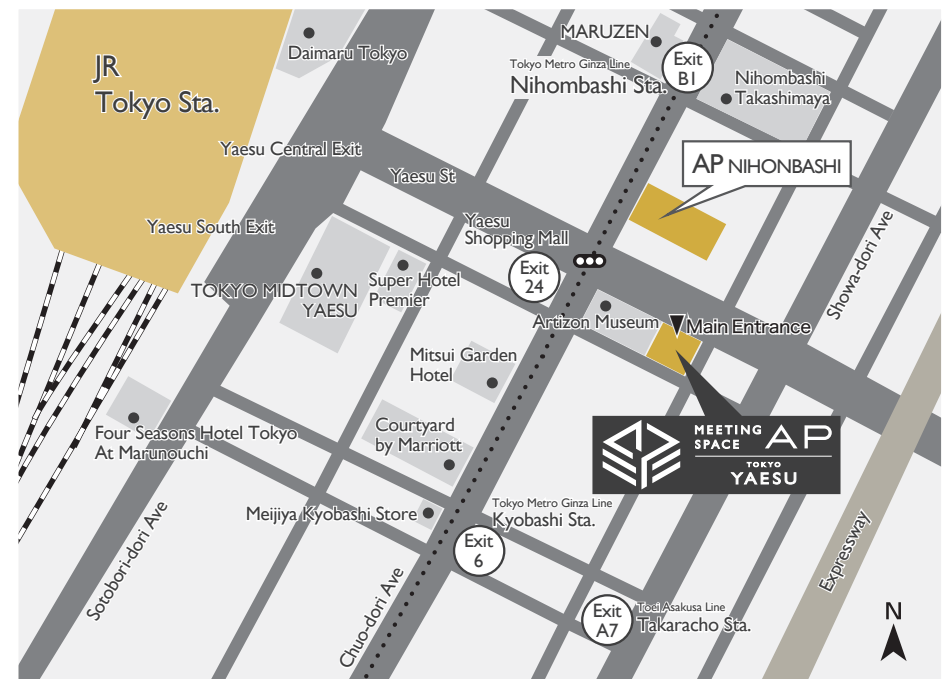 MARUZEN
Daimaru Tokyo
JR
Tokyo Sta.
Tokyo Metro Ginza Line
Nihombashi Sta.
Exit
B1
Nihombashi
Takashimaya
Yaesu Central Exit
AP NIHONBASHI
Yaesu St
Yaesu South Exit
Yaesu
Shopping Mall
Showa-dori Ave
Exit
24
Super Hotel
Premier
TOKYO MIDTOWN
YAESU
Artizon Museum
Main Entrance
Mitsui Garden
Hotel
Courtyard
by Marriott
Four Seasons Hotel Tokyo
At Marunouchi
MEETING
SPACE
AP
TOKYO
YAESU
Meijiya Kyobashi Store
Tokyo Metro Ginza Line
Kyobashi Sta.
Exit
6
Sotobori-dori Ave
Chuo-dori Ave
Expressway
Exit
A7
Toei Asakusa Line
Takaracho Sta.
N